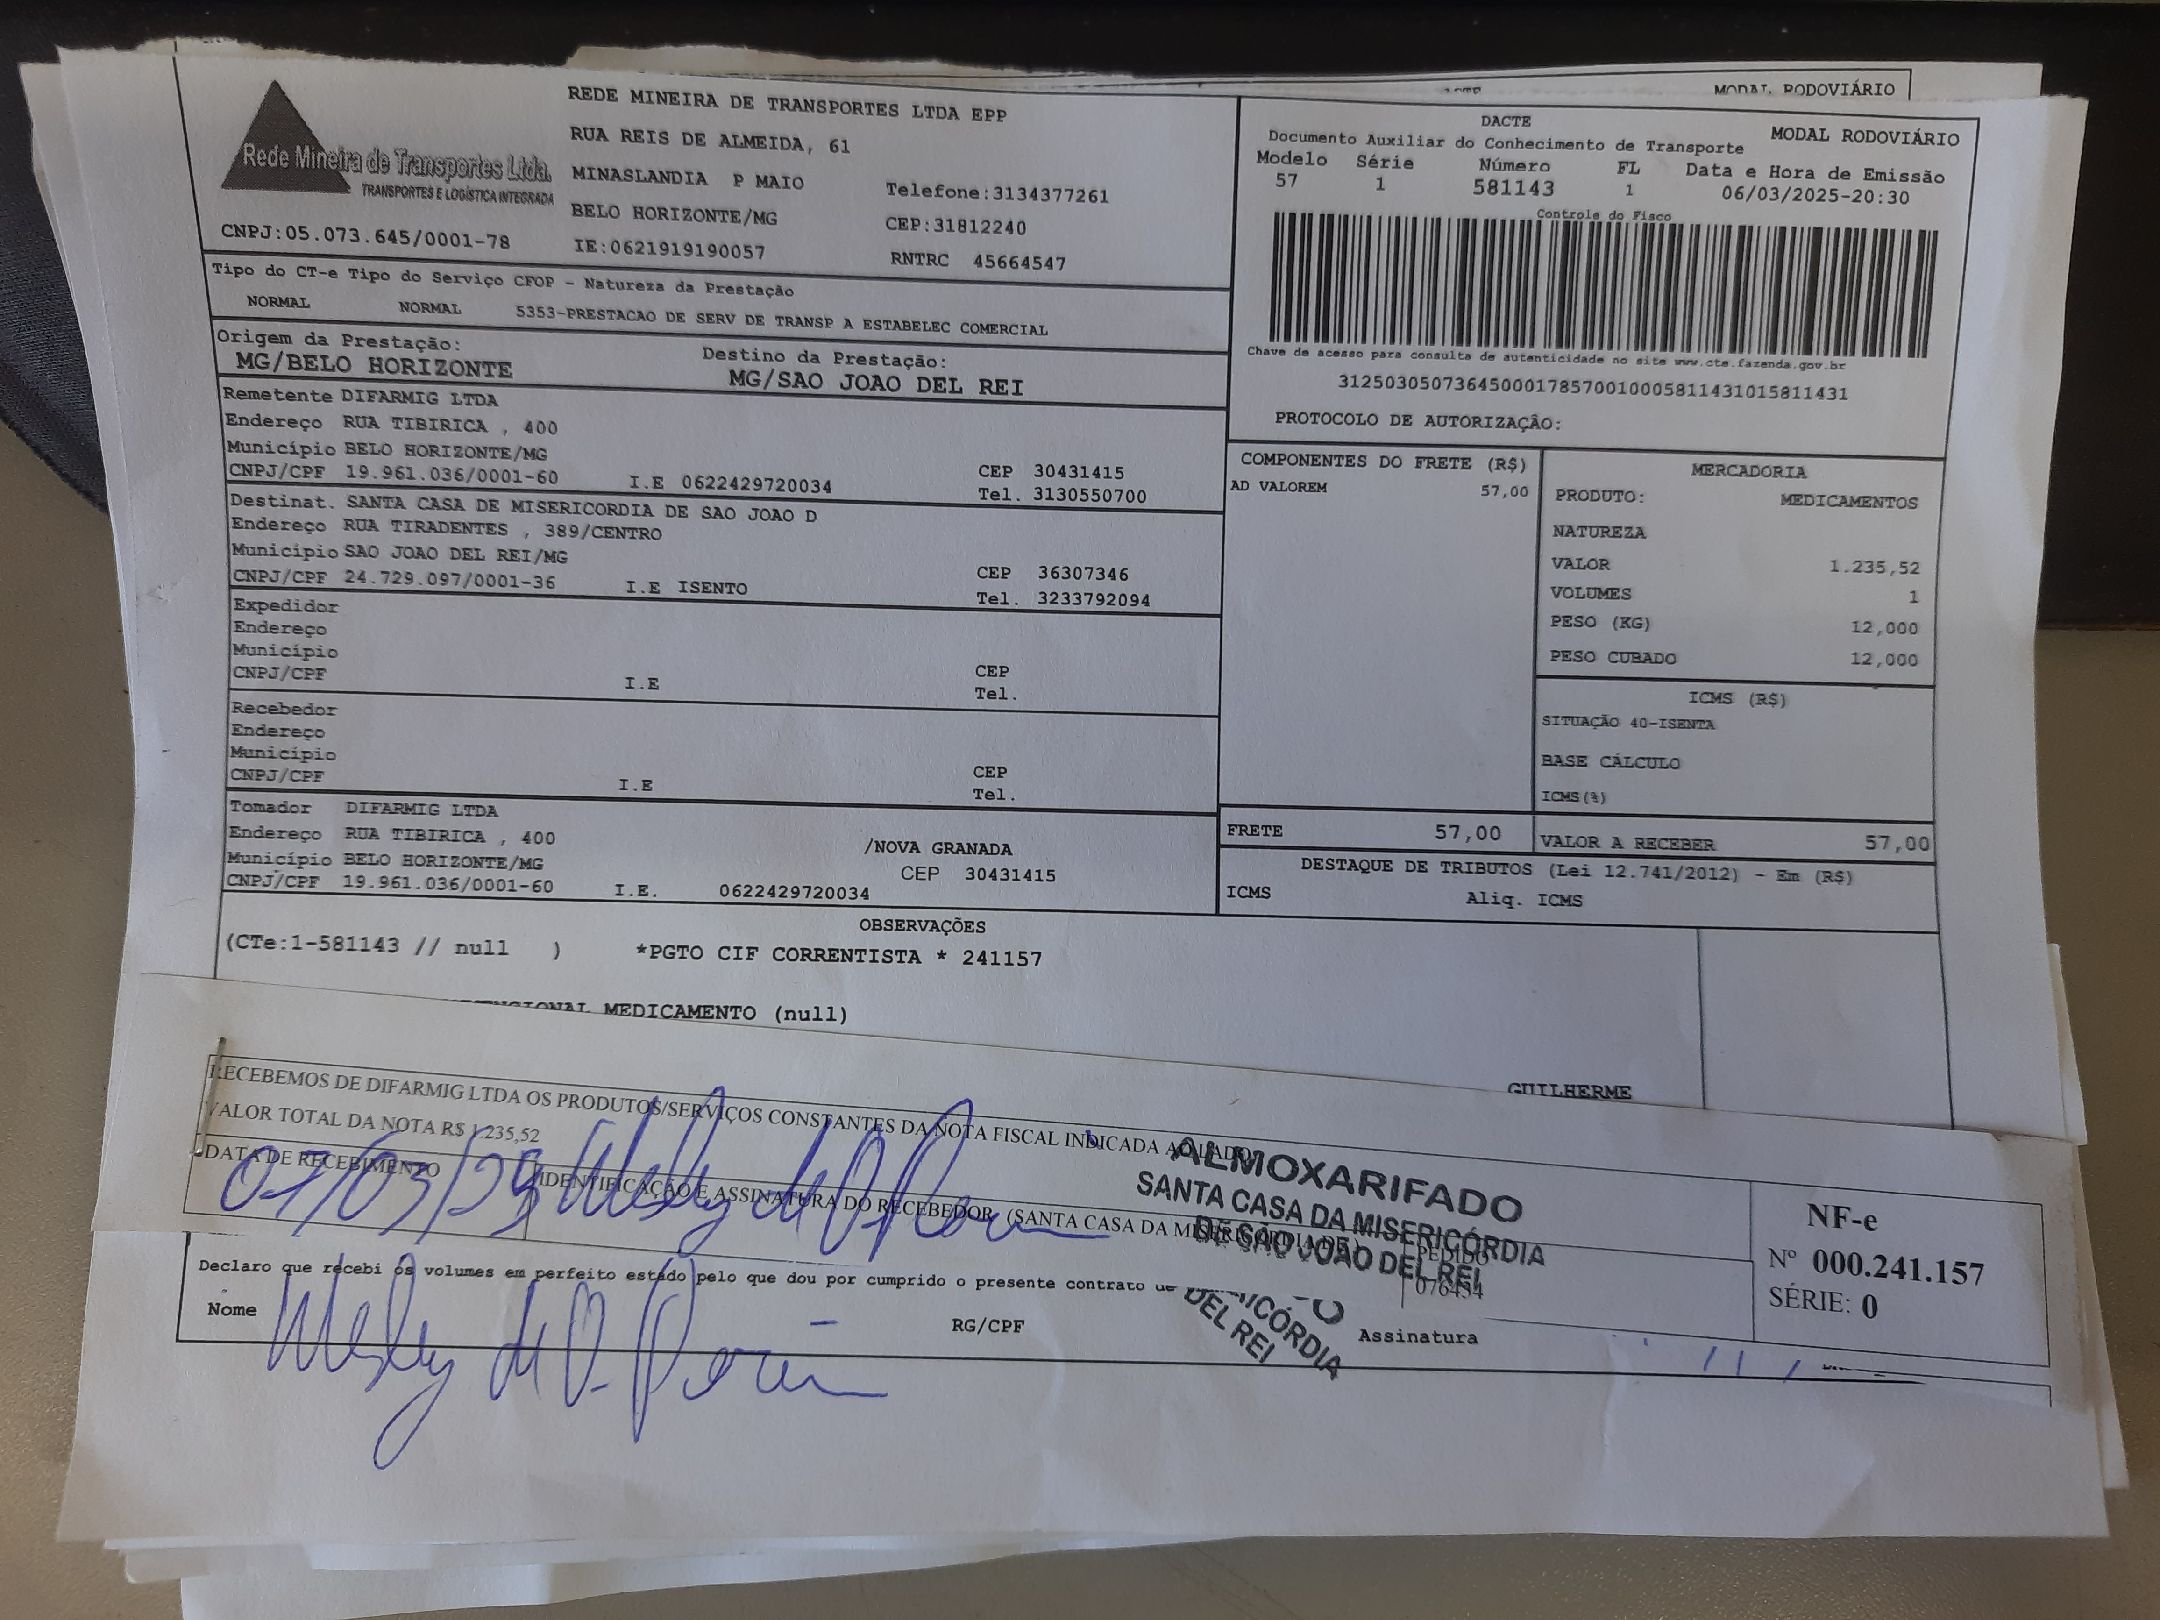 MODAL RODOVIÁRIO
Rede Mineira de Transportes Ltda.
TRANSPORTES E LOGÍSTICA INTEGRADA
CNPJ:05.073.645/0001-78
REDE MINEIRA DE TRANSPORTES LTDA EPP
RUA REIS DE ALMEIDA, 61
MINASLANDIA P MAIO Telefone:3134377261
BELO HORIZONTE/MG CEP:31812240
IE:0621919190057 RNTRC 45664547
DACTE MODAL RODOVIÁRIO
Documento Auxiliar do Conhecimento de Transporte
Modelo Série Número FL Data e Hora de Emissão
57 1 581143 1 06/03/2025-20:30
Controle do Fisco
Chave de acesso para consulta de autenticidade no site www.cte.fazenda.gov.br
31250305073645000178570010005811431015811431
PROTOCOLO DE AUTORIZAÇÃO:
Tipo do CT-e Tipo do Serviço CFOP - Natureza da Prestação
NORMAL NORMAL 5353-PRESTACAO DE SERV DE TRANSP A ESTABELEC COMERCIAL
Origem da Prestação: Destino da Prestação:
MG/BELO HORIZONTE MG/SAO JOAO DEL REI
Remetente DIFARMIG LTDA
Endereço RUA TIBIRICA , 400
Município BELO HORIZONTE/MG CEP 30431415
CNPJ/CPF 19.961.036/0001-60 I.E 0622429720034 Tel. 3130550700
Destinat. SANTA CASA DE MISERICORDIA DE SAO JOAO D
Endereço RUA TIRADENTES , 389/CENTRO
Município SAO JOAO DEL REI/MG CEP 36307346
CNPJ/CPF 24.729.097/0001-36 I.E ISENTO Tel. 3233792094
Expedidor
Endereço
Município CEP
CNPJ/CPF I.E Tel.
Recebedor
Endereço
Município CEP
CNPJ/CPF I.E Tel.
Tomador DIFARMIG LTDA
Endereço RUA TIBIRICA , 400 /NOVA GRANADA
Município BELO HORIZONTE/MG CEP 30431415
CNPJ/CPF 19.961.036/0001-60 I.E. 0622429720034
COMPONENTES DO FRETE (R$)
AD VALOREM 57,00
MERCADORIA
PRODUTO: MEDICAMENTOS
NATUREZA
VALOR 1.235,52
VOLUMES 1
PESO (KG) 12,000
PESO CUBADO 12,000
ICMS (R$)
SITUAÇÃO 40-ISENTA
BASE CÁLCULO
ICMS(%)
FRETE 57,00 VALOR A RECEBER 57,00
DESTAQUE DE TRIBUTOS (Lei 12.741/2012) - Em (R$)
ICMS Aliq. ICMS
OBSERVAÇÕES
(CTe:1-581143 // null ) *PGTO CIF CORRENTISTA * 241157
MEDICAMENTO (null)
GUILHERME
RECEBEMOS DE DIFARMIG LTDA OS PRODUTOS/SERVIÇOS CONSTANTES DA NOTA FISCAL INDICADA AO LADO
VALOR TOTAL DA NOTA R$ 1.235,52
DATA DE RECEBIMENTO IDENTIFICAÇÃO E ASSINATURA DO RECEBEDOR (SANTA CASA DA MISERICORDIA DE
07/03/25
PEDIDO
076454
ALMOXARIFADO
SANTA CASA DA MISERICÓRDIA
DE SÃO JOÃO DEL REI
NF-e
Nº 000.241.157
SÉRIE: 0
Declaro que recebi os volumes em perfeito estado pelo que dou por cumprido o presente contrato de
Nome RG/CPF Assinatura
DEL REI